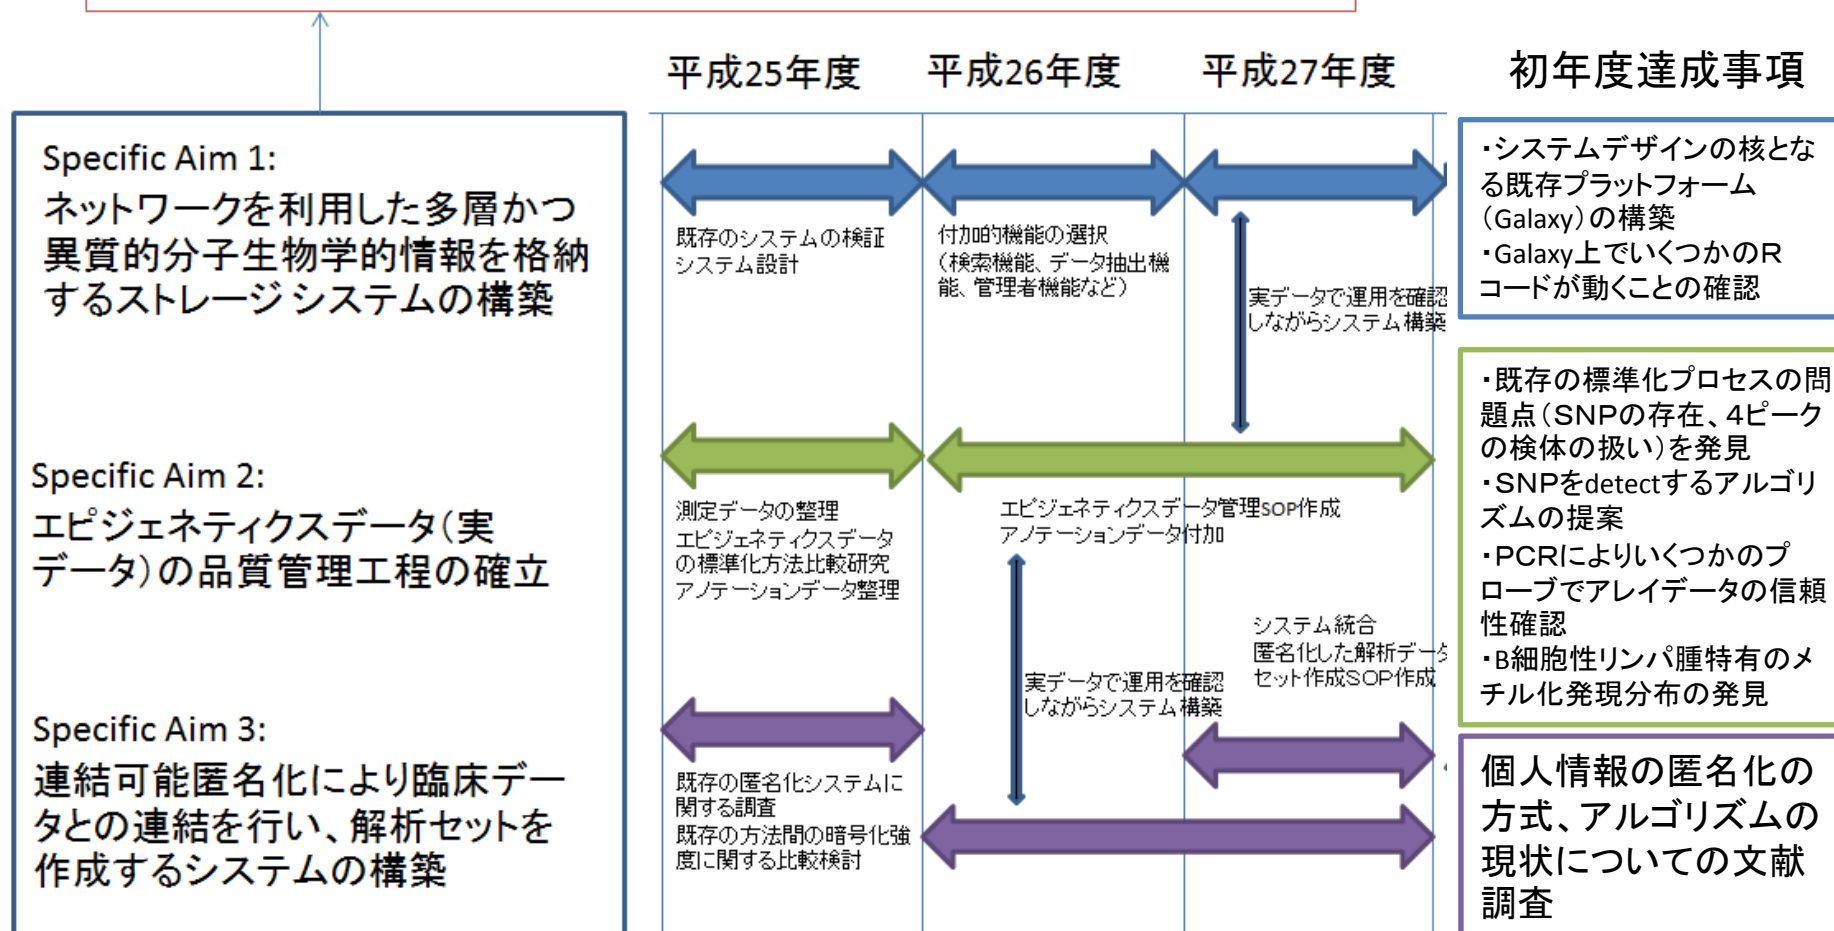 平成25年度
平成26年度
平成27年度
初年度達成事項
Specific Aim 1:
ネットワークを利用した多層かつ
異質的分子生物学的情報を格納
するストレージシステムの構築
既存のシステムの検証
システム設計
付加的機能の選択
（検索機能、データ抽出機
能、管理者機能など）
実データで運用を確認
しながらシステム構築
・システムデザインの核とな
る既存プラットフォーム
（Galaxy）の構築
・Galaxy上でいくつかのR
コードが動くことの確認
Specific Aim 2:
エピジェネティクスデータ（実
データ）の品質管理工程の確立
測定データの整理
エピジェネティクスデータ
の標準化方法比較研究
アノテーションデータ整理
エピジェネティクスデータ管理SOP作成
アノテーションデータ付加
・既存の標準化プロセスの問
題点（SNPの存在、4ピーク
の検体の扱い）を発見
・SNPをdetectするアルゴリ
ズムの提案
・PCRによりいくつかのプ
ローブでアレイデータの信頼
性確認
・B細胞性リンパ腫特有のメ
チル化発現分布の発見
実データで運用を確認
しながらシステム構築
システム統合
匿名化した解析データ
セット作成SOP作成
Specific Aim 3:
連結可能匿名化により臨床デー
タとの連結を行い、解析セットを
作成するシステムの構築
既存の匿名化システムに
関する調査
既存の方法間の暗号化強
度に関する比較検討
個人情報の匿名化の
方式、アルゴリズムの
現状についての文献
調査